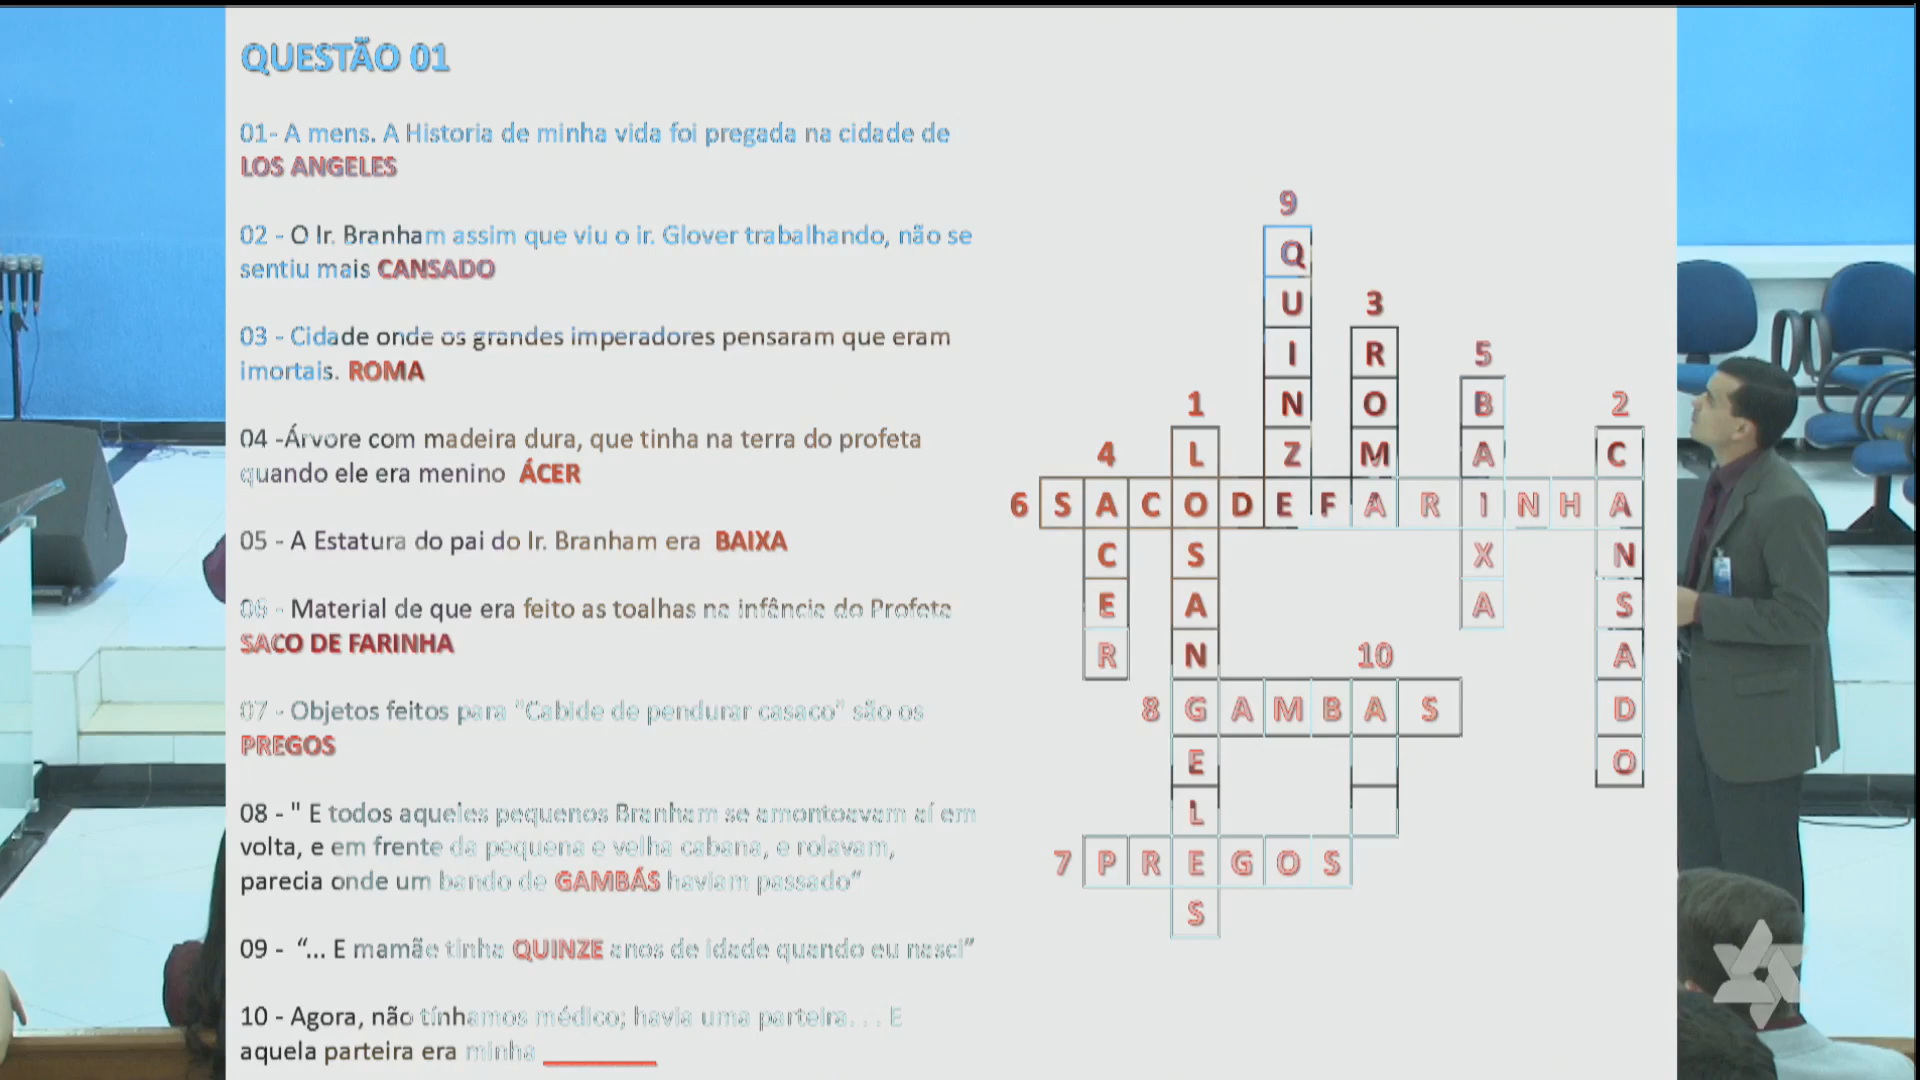 QUESTÃO 01
01- A mens. A Historia de minha vida foi pregada na cidade de
LOS ANGELES
02 - O Ir. Branham assim que viu o ir. Glover trabalhando, não se
sentiu mais CANSADO
03 - Cidade onde os grandes imperadores pensaram que eram
imortais. ROMA
04 -Árvore com madeira dura, que tinha na terra do profeta
quando ele era menino ÁCER
05 - A Estatura do pai do Ir. Branham era BAIXA
06 - Material de que era feito as toalhas na infância do Profeta
SACO DE FARINHA
07 - Objetos feitos para "Cabide de pendurar casaco" são os
PREGOS
08 - " E todos aqueles pequenos Branham se amontoavam aí em
volta, e em frente da pequena e velha cabana, e rolavam,
parecia onde um bando de GAMBÁS haviam passado"
09 - “... E mamãe tinha QUINZE anos de idade quando eu nasci”
10 - Agora, não tínhamos médico; havia uma parteira. . . E
aquela parteira era minha ________
9
Q
U 3
I R 5
1 N O B 2
4 L Z M A C
6 S A C O D E F A R I N H A
C S X N
E A A S
R N 10 A
8 G A M B A S D
E O
L
7 P R E G O S
S